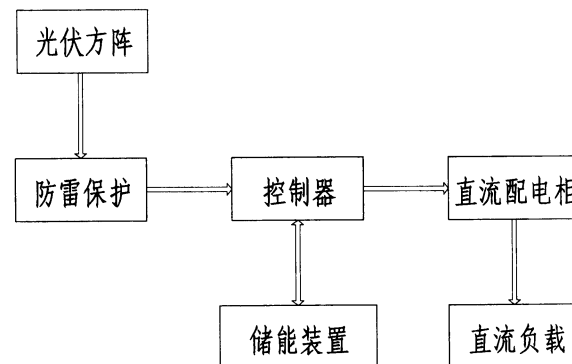 光伏方阵
防雷保护
控制器
直流配电相
储能装置
直流负载